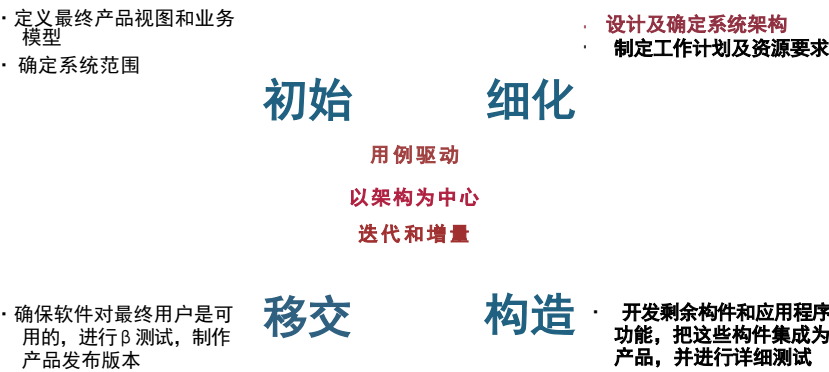 · 定义最终产品视图和业务
模型
· 确定系统范围
· 设计及确定系统架构
· 制定工作计划及资源要求
初始
细化
用例驱动
以架构为中心
迭代和增量
移交
构造
· 确保软件对最终用户是可
用的，进行β测试，制作
产品发布版本
· 开发剩余构件和应用程序
功能，把这些构件集成为
产品，并进行详细测试